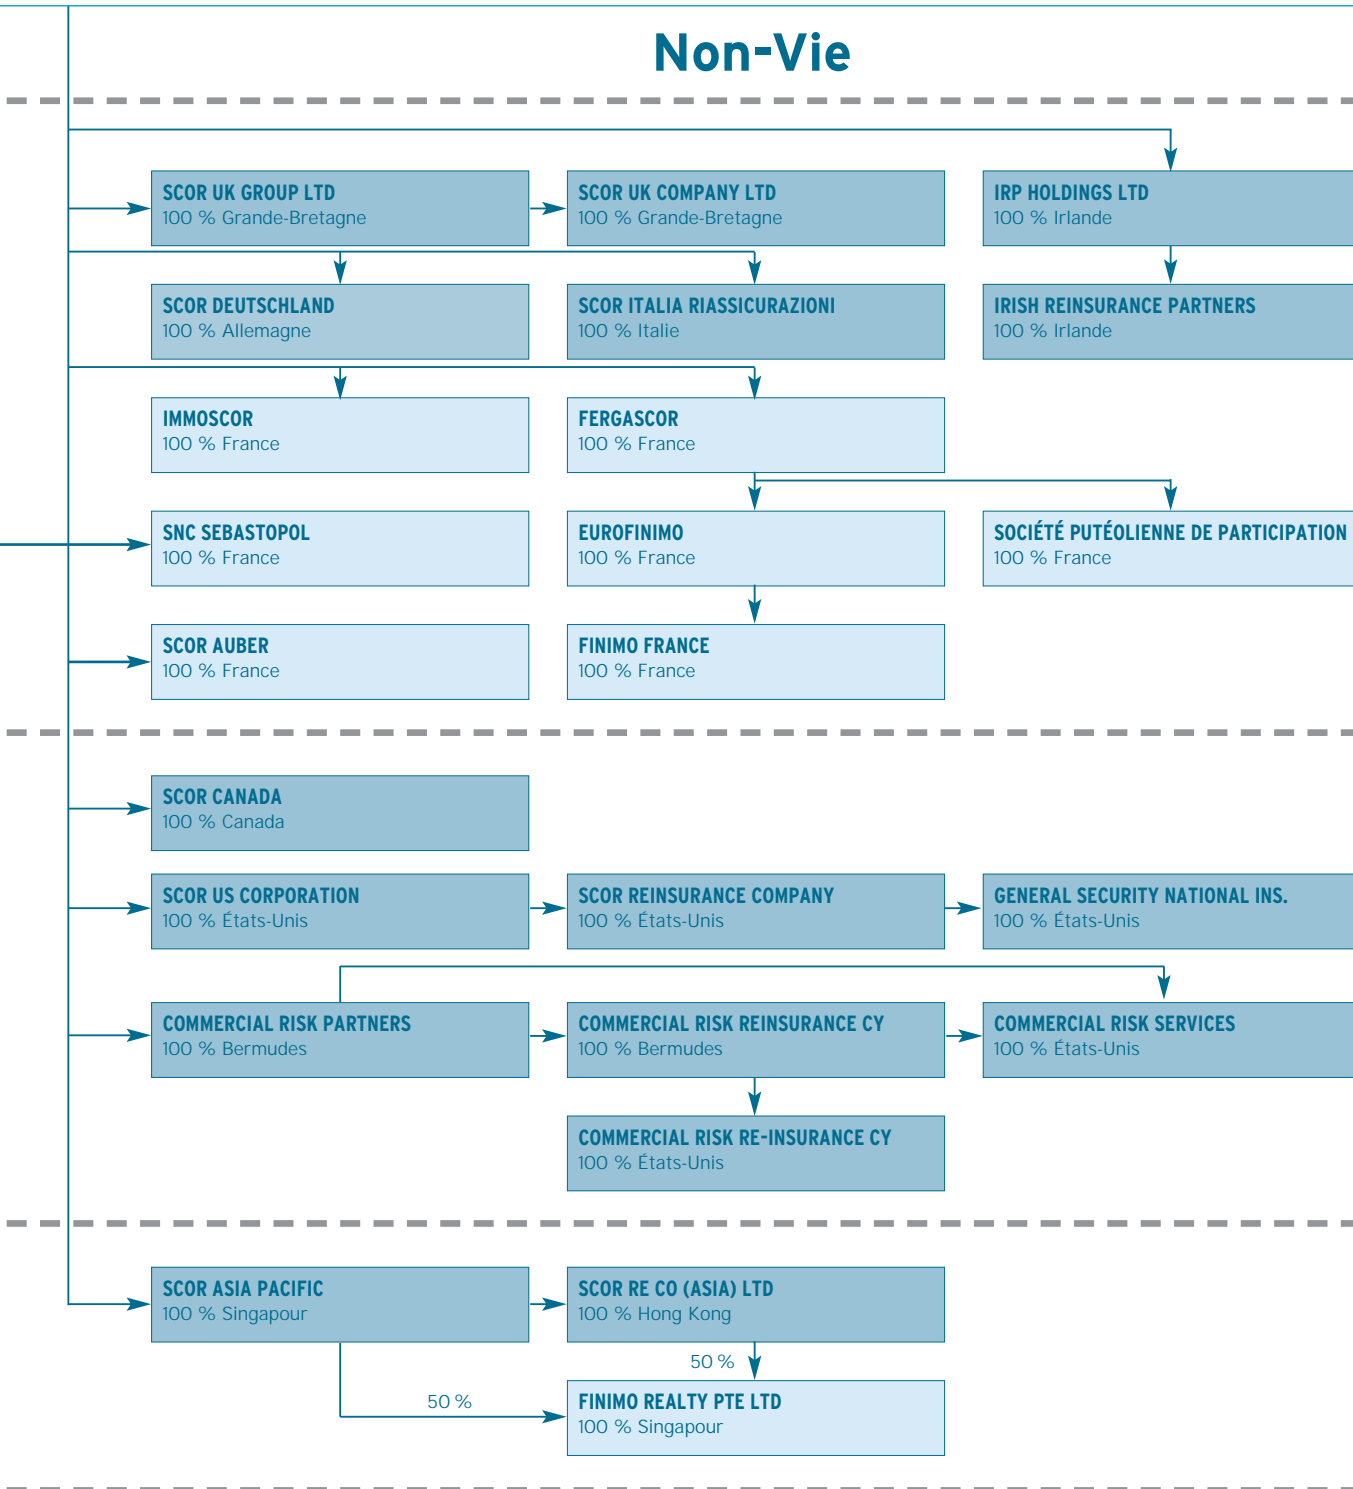 Non-Vie
SCOR UK GROUP LTD
100 % Grande-Bretagne
SCOR UK COMPANY LTD
100 % Grande-Bretagne
IRP HOLDINGS LTD
100 % Irlande
SCOR DEUTSCHLAND
100 % Allemagne
SCOR ITALIA RIASSICURAZIONI
100 % Italie
IRISH REINSURANCE PARTNERS
100 % Irlande
IMMOSCOR
100 % France
FERGASCOR
100 % France
SNC SEBASTOPOL
100 % France
EUROFINIMO
100 % France
SOCIÉTÉ PUTÉOLIENNE DE PARTICIPATION
100 % France
SCOR AUBER
100 % France
FINIMO FRANCE
100 % France
SCOR CANADA
100 % Canada
SCOR US CORPORATION
100 % États-Unis
SCOR REINSURANCE COMPANY
100 % États-Unis
GENERAL SECURITY NATIONAL INS.
100 % États-Unis
COMMERCIAL RISK PARTNERS
100 % Bermudes
COMMERCIAL RISK REINSURANCE CY
100 % Bermudes
COMMERCIAL RISK SERVICES
100 % États-Unis
COMMERCIAL RISK RE-INSURANCE CY
100 % États-Unis
SCOR ASIA PACIFIC
100 % Singapour
SCOR RE CO (ASIA) LTD
100 % Hong Kong
50 %
50 %
FINIMO REALTY PTE LTD
100 % Singapour